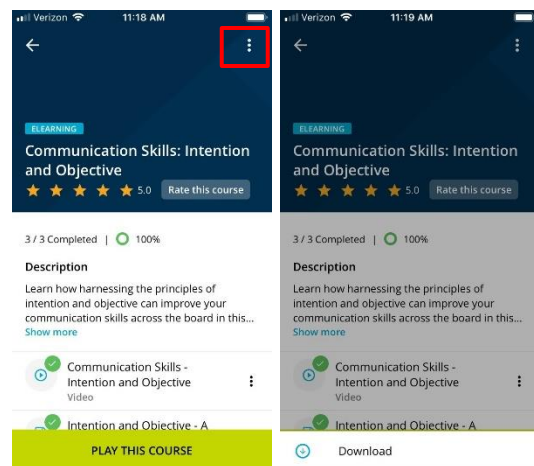 Verizon 11:18 AM
ELEARNING
Communication Skills: Intention
and Objective
5.0 Rate this course
3 / 3 Completed | 100%
Description
Learn how harnessing the principles of
intention and objective can improve your
communication skills across the board in this...
Show more
Communication Skills -
Intention and Objective
Video
Intention and Objective - A
PLAY THIS COURSE
Verizon 11:19 AM
ELEARNING
Communication Skills: Intention
and Objective
5.0 Rate this course
3 / 3 Completed | 100%
Description
Learn how harnessing the principles of
intention and objective can improve your
communication skills across the board in this...
Show more
Communication Skills -
Intention and Objective
Video
Intention and Objective - A
Download